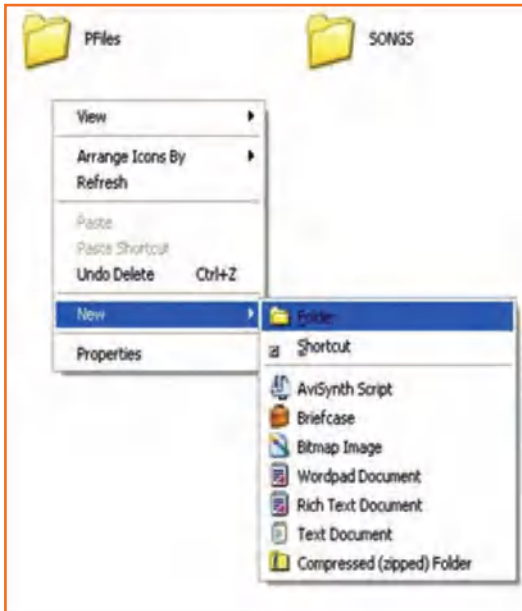 PFiles
SONGS
View
Arrange Icons By
Refresh
Paste
Paste Shortcut
Undo Delete Ctrl+Z
New
Properties
Folder
Shortcut
AviSynth Script
Briefcase
Bitmap Image
Wordpad Document
Rich Text Document
Text Document
Compressed (zipped) Folder